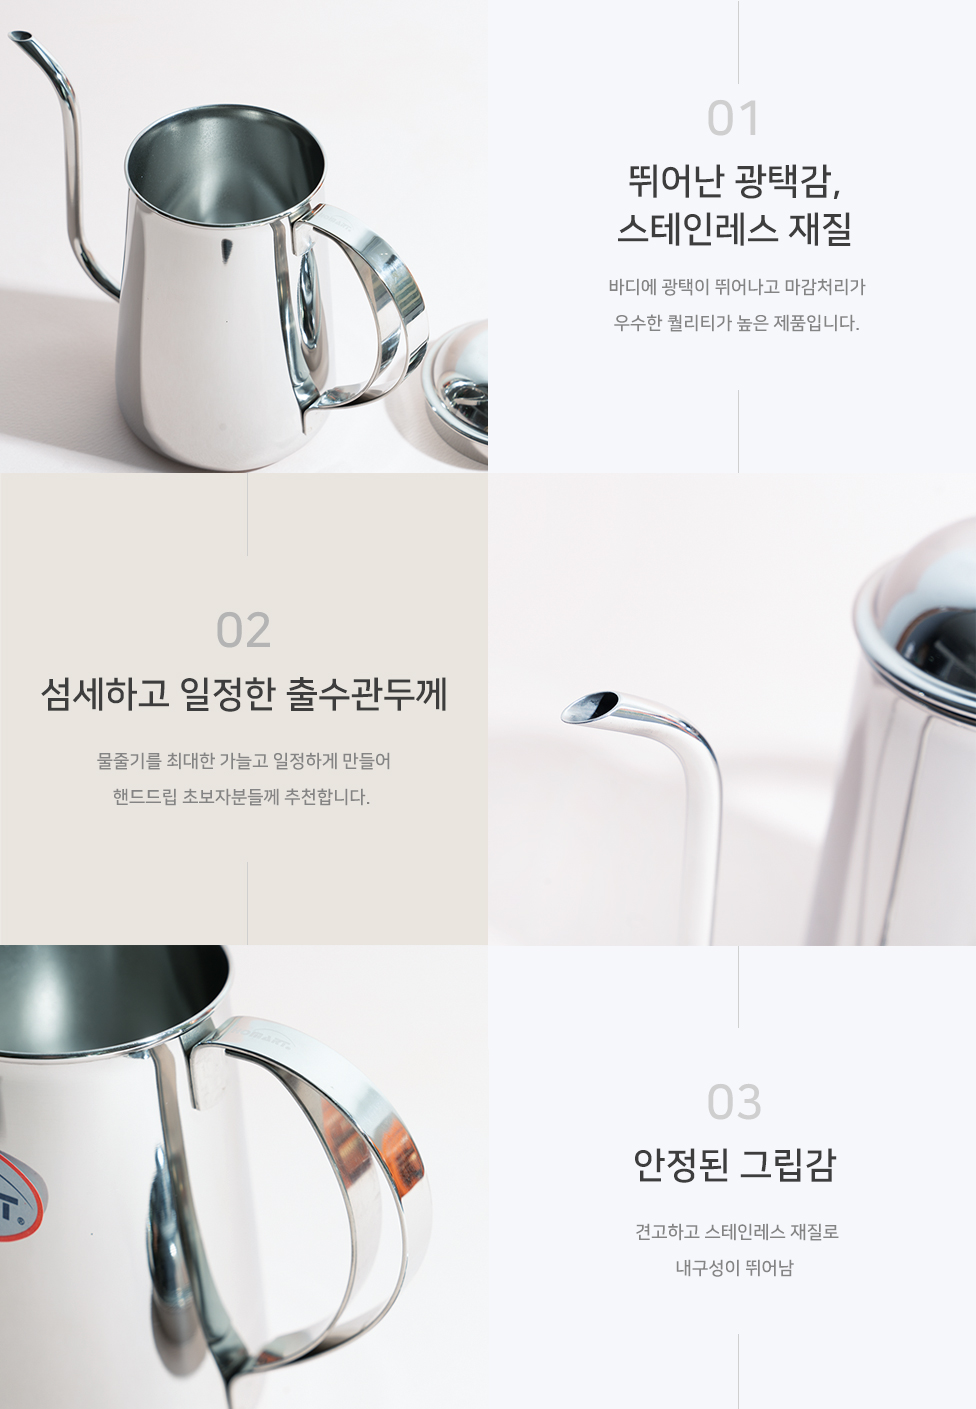 01
뛰어난 광택감,
스테인레스 재질
바디에 광택이 뛰어나고 마감처리가
우수한 퀄리티가 높은 제품입니다.
02
섬세하고 일정한 출수관두께
물줄기를 최대한 가늘고 일정하게 만들어
핸드드립 초보자분들께 추천합니다.
03
안정된 그립감
견고하고 스테인레스 재질로
내구성이 뛰어남